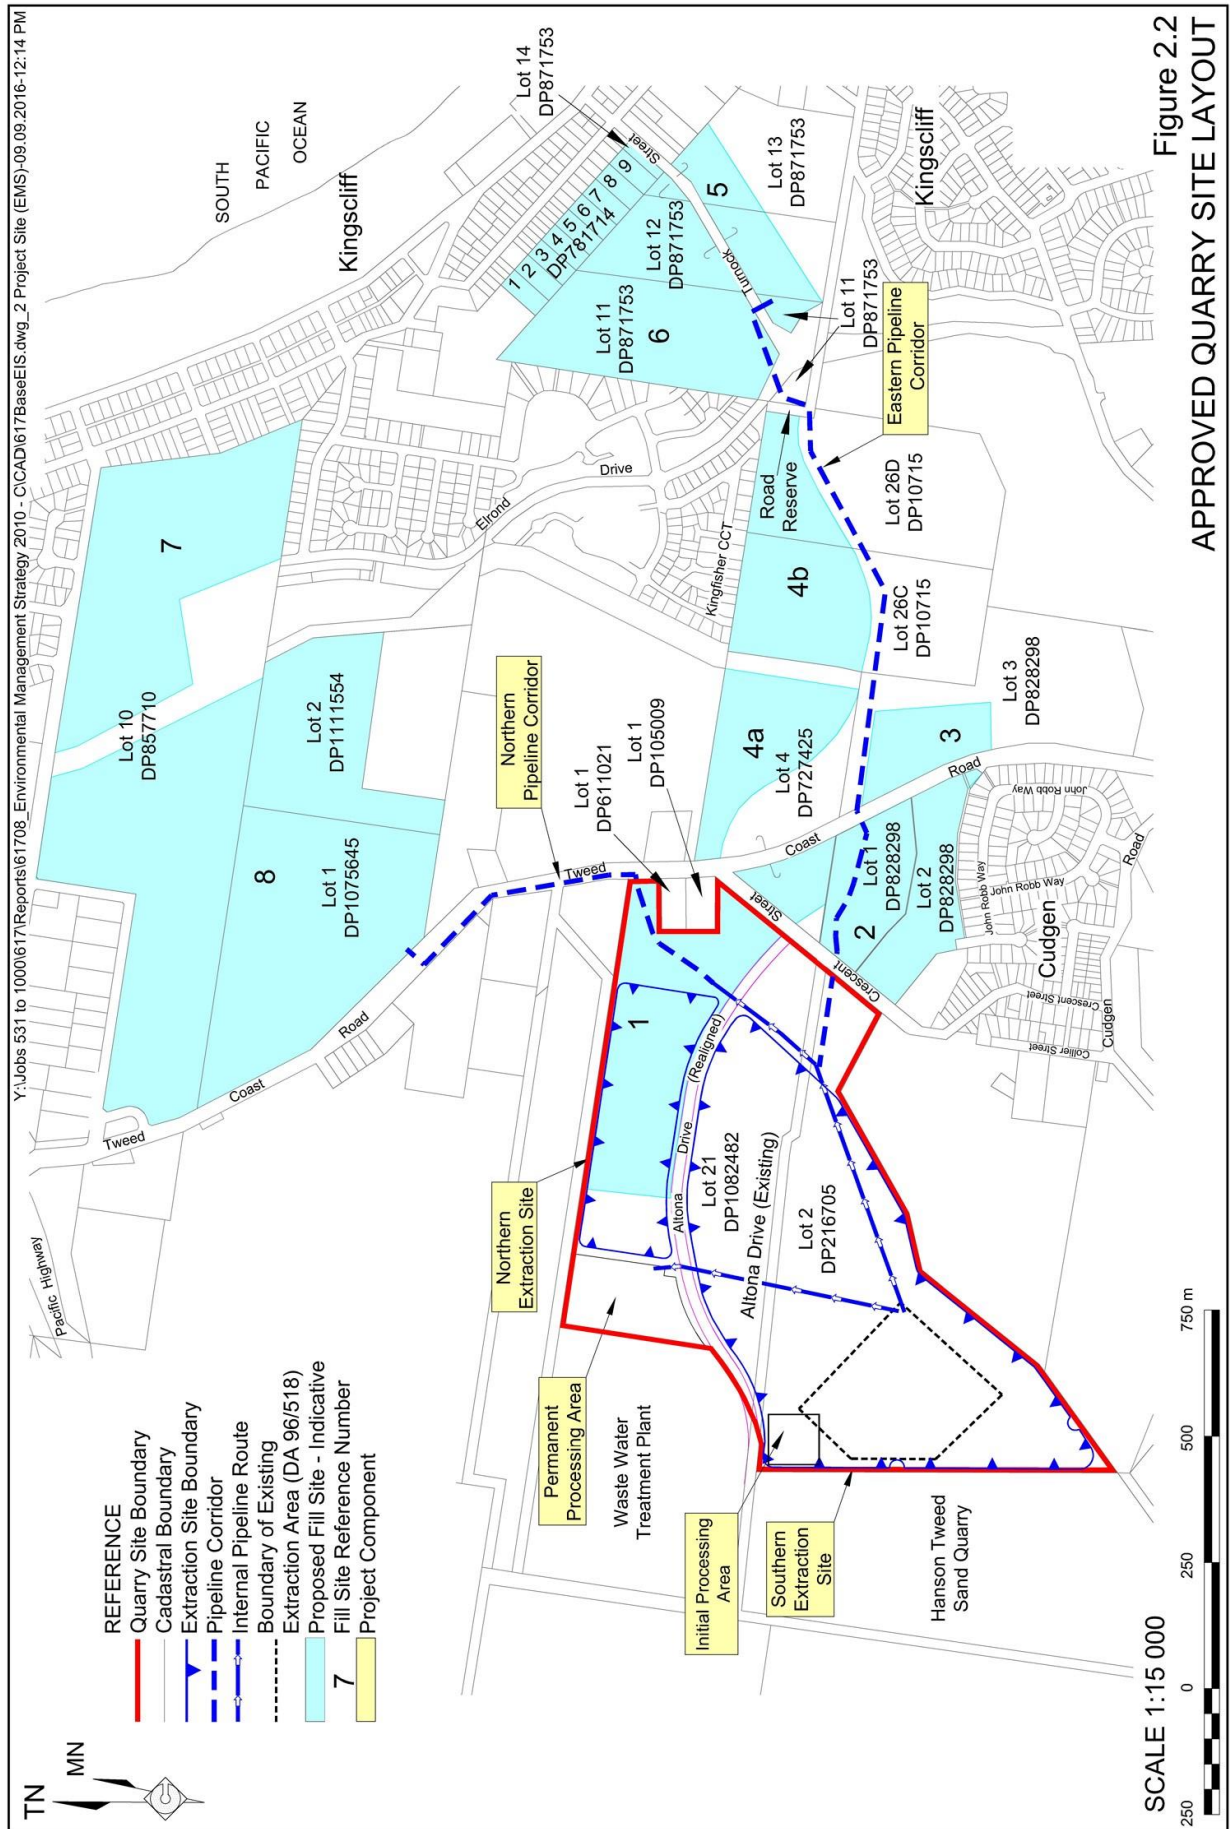 Y:\Jobs 531 to 1000\617\Reports\61708_Environmental Management Strategy 2010 - C\CAD\617BaseEIS.dwg_2 Project Site (EMS)-09.09.2016-12:14 PM
TN
MN
REFERENCE
Quarry Site Boundary
Cadastral Boundary
Extraction Site Boundary
Pipeline Corridor
Internal Pipeline Route
Boundary of Existing
Extraction Area (DA 96/518)
Proposed Fill Site - Indicative
7
Fill Site Reference Number
Project Component
Pacific Highway
Tweed
Coast
Road
Lot 10
DP857710
7
8
Lot 2
DP1111554
Lot 1
DP1075645
Elrond
Drive
Kingfisher CCT
SOUTH
PACIFIC
OCEAN
Kingscliff
Lot 14
DP871753
1
2
3
4
5
6
7
8
9
DP781714
Street
Turnock
Lot 11
DP871753
6
Lot 12
DP871753
5
Lot 13
DP871753
Lot 11
DP871753
Kingscliff
Eastern Pipeline
Corridor
Road
Reserve
Lot 26D
DP10715
Lot 26C
DP10715
4b
4a
Lot 4
DP727425
Northern
Pipeline Corridor
Lot 1
DP611021
Lot 1
DP105009
Tweed
Coast
Road
3
Lot 3
DP828298
2
Lot 1
DP828298
Lot 2
DP828298
Street
Crescent
John Robb Way
John Robb Way
John Robb Way
Cudgen
Crescent Street
Collier Street
Cudgen
Road
Northern
Extraction Site
1
Altona
Drive
(Realigned)
Lot 21
DP1082482
Altona Drive (Existing)
Lot 2
DP216705
Permanent
Processing Area
Waste Water
Treatment Plant
Initial Processing
Area
Southern
Extraction
Site
Hanson Tweed
Sand Quarry
SCALE 1:15 000
250
0
250
500
750 m
Figure 2.2
APPROVED QUARRY SITE LAYOUT